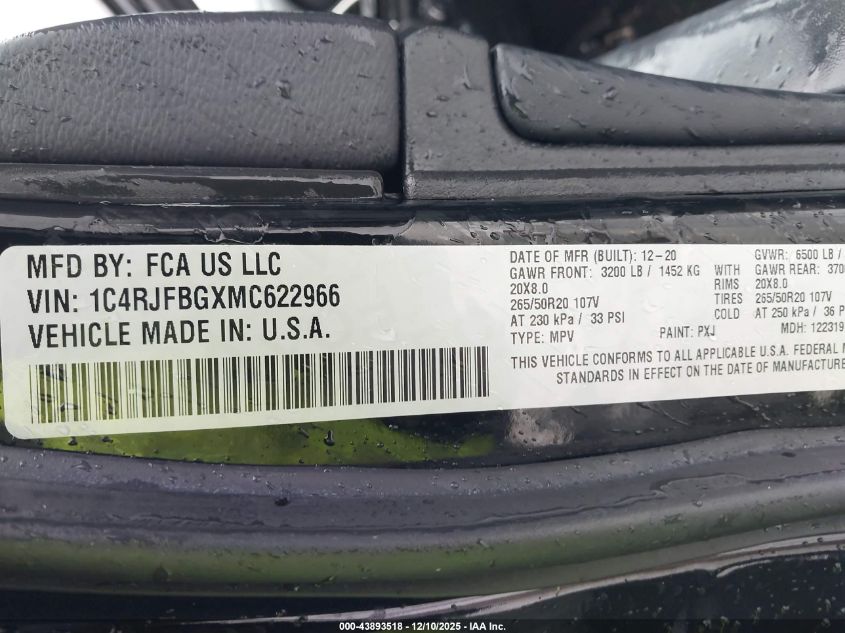 MFD BY: FCA US LLC
VIN: 1C4RJFBGXMC622966
VEHICLE MADE IN: U.S.A.
DATE OF MFR (BUILT): 12-20 GVWR: 6500 LB /
GAWR FRONT: 3200 LB / 1452 KG WITH GAWR REAR:
20X8.0 RIMS 20X8.0
265/50R20 107V TIRES 265/50R20 107V
AT 230 kPa / 33 PSI COLD AT 250 kPa / 36
TYPE: MPV PAINT: PXJ MDH: 122319
THIS VEHICLE CONFORMS TO ALL APPLICABLE U.S.A. FEDERAL
STANDARDS IN EFFECT ON THE DATE OF MANUFACTURE
000-43893518 - 12/10/2025 - IAA Inc.